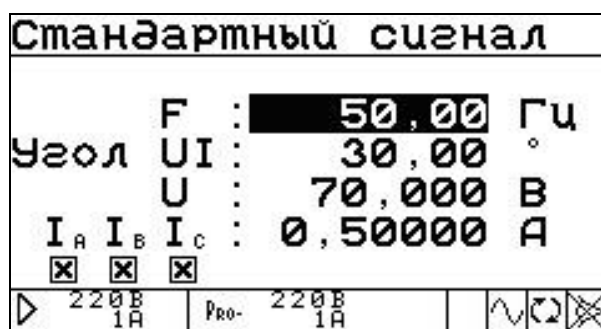 Стандартный сигнал
F : 50,00 Гц
Угол UI : 30,00 °
U : 70,000 В
IA IB IC : 0,50000 А
220В 1А PRO- 220В 1А